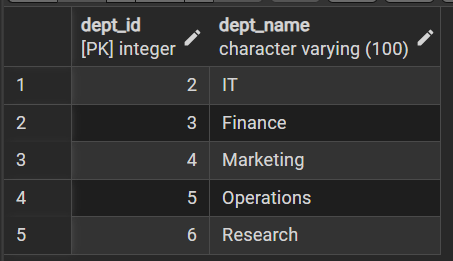 dept_id dept_name
[PK] integer character varying (100)
1 2 IT
2 3 Finance
3 4 Marketing
4 5 Operations
5 6 Research